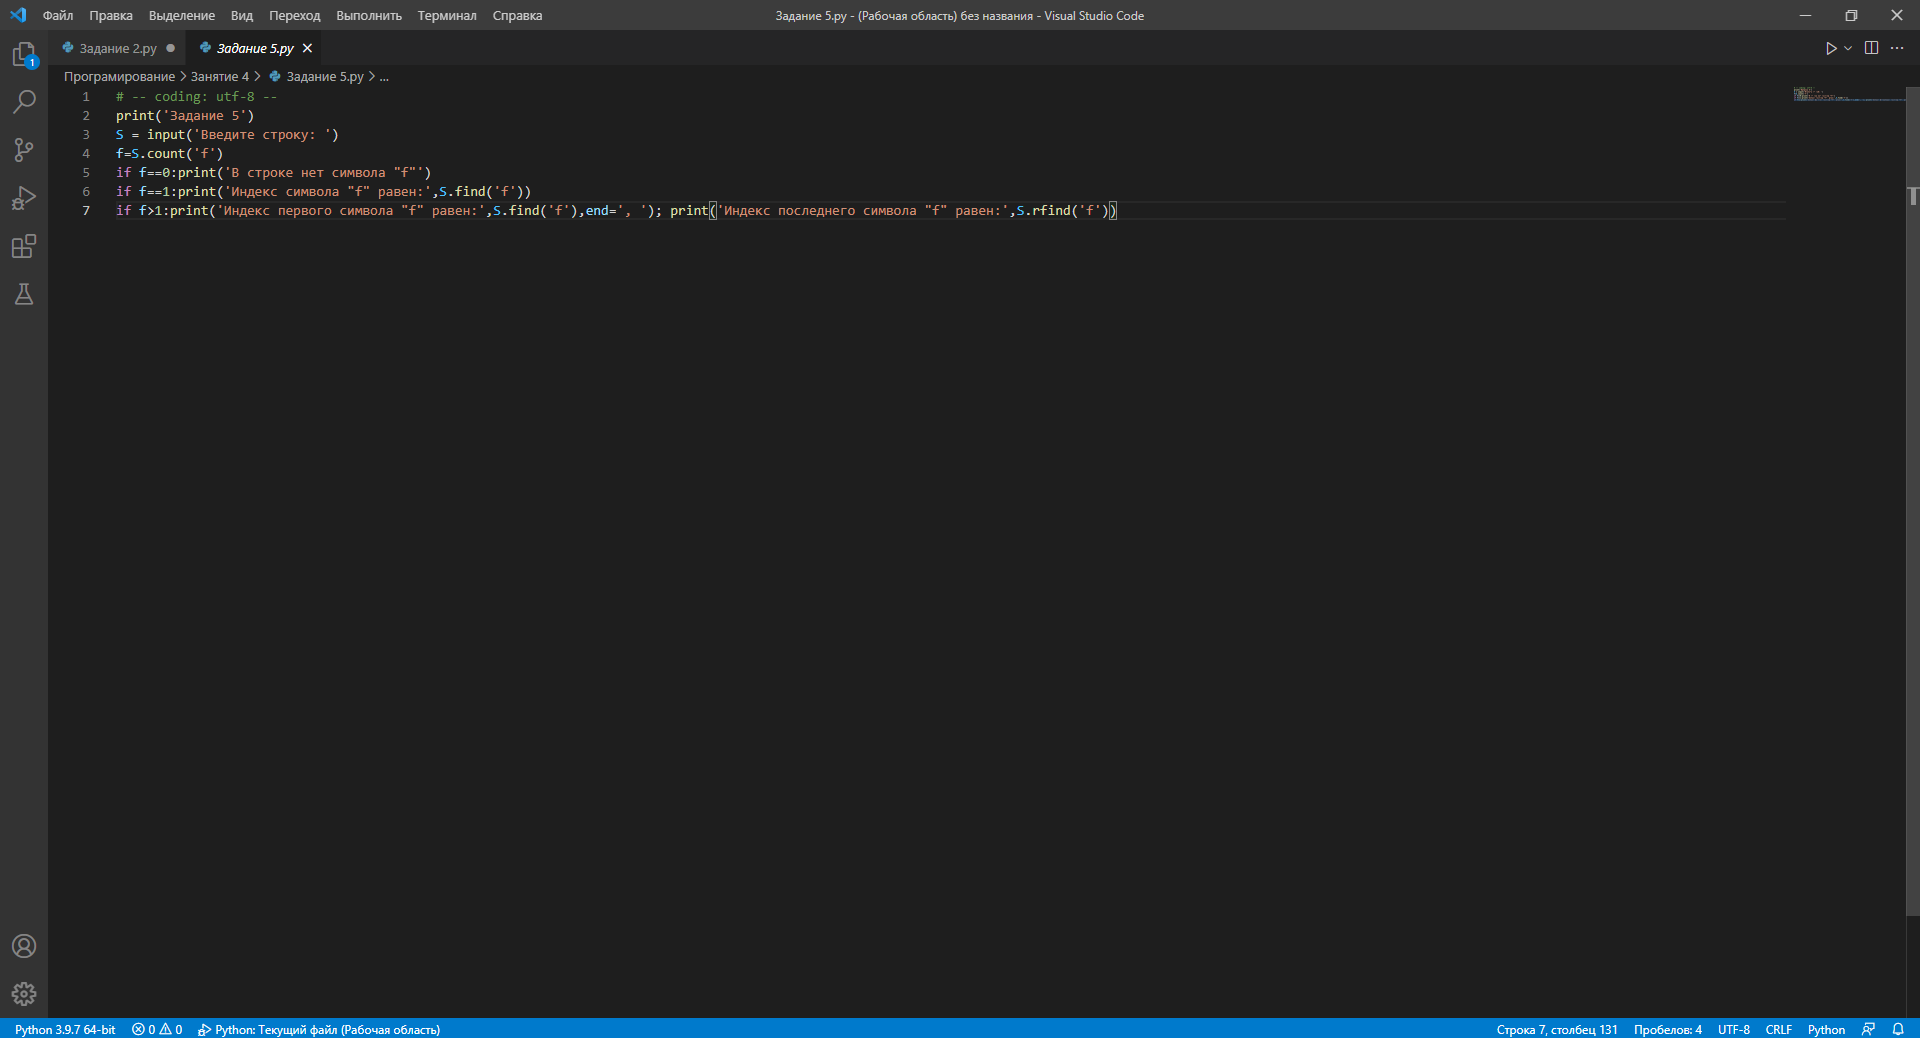 Файл Правка Выделение Вид Переход Выполнить Терминал Справка
Задание 5.py - (Рабочая область) без названия - Visual Studio Code
Задание 2.py Задание 5.py
1
Програмирование > Занятие 4 > Задание 5.py > ...
1 # -- coding: utf-8 --
2 print('Задание 5')
3 S = input('Введите строку: ')
4 f=S.count('f')
5 if f==0:print('В строке нет символа "f"')
6 if f==1:print('Индекс символа "f" равен:',S.find('f'))
7 if f>1:print('Индекс первого символа "f" равен:',S.find('f'),end=', '); print('Индекс последнего символа "f" равен:',S.rfind('f'))
Python 3.9.7 64-bit 0 0 Python: Текущий файл (Рабочая область) Строка 7, столбец 131 Пробелов: 4 UTF-8 CRLF Python